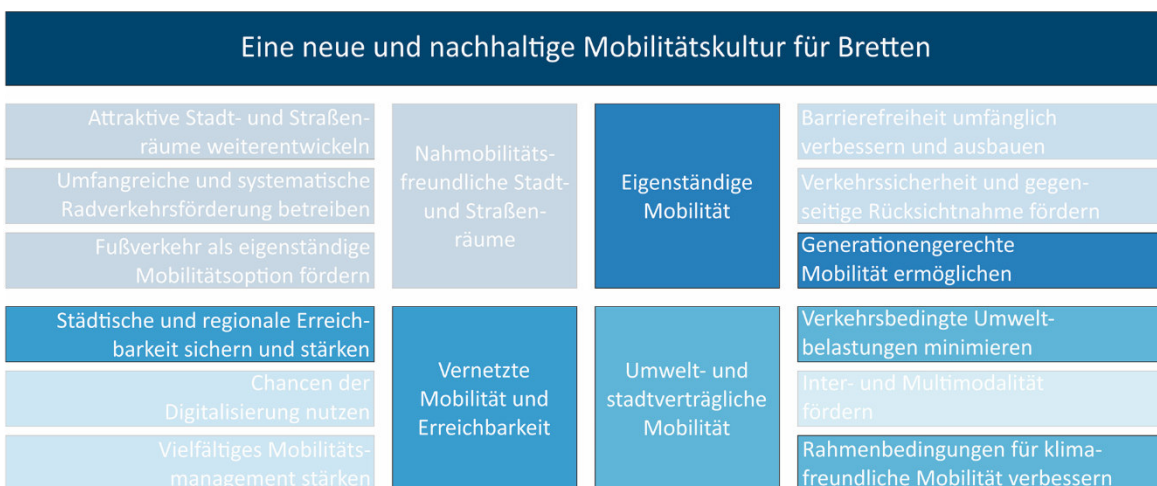 Eine neue und nachhaltige Mobilitätskultur für Bretten
Attraktive Stadt- und Straßen-
räume weiterentwickeln
Umfangreiche und systematische
Radverkehrsförderung betreiben
Fußverkehr als eigenständige
Mobilitätsoption fördern
Nahmobilitäts-
freundliche Stadt-
und Straßen-
räume
Eigenständige
Mobilität
Barrierefreiheit umfänglich
verbessern und ausbauen
Verkehrssicherheit und gegen-
seitige Rücksichtnahme fördern
Generationengerechte
Mobilität ermöglichen
Städtische und regionale Erreich-
barkeit sichern und stärken
Chancen der
Digitalisierung nutzen
Vielfältiges Mobilitäts-
management stärken
Vernetzte
Mobilität und
Erreichbarkeit
Umwelt- und
stadtverträgliche
Mobilität
Verkehrsbedingte Umwelt-
belastungen minimieren
Inter- und Multimodalität
fördern
Rahmenbedingungen für klima-
freundliche Mobilität verbessern